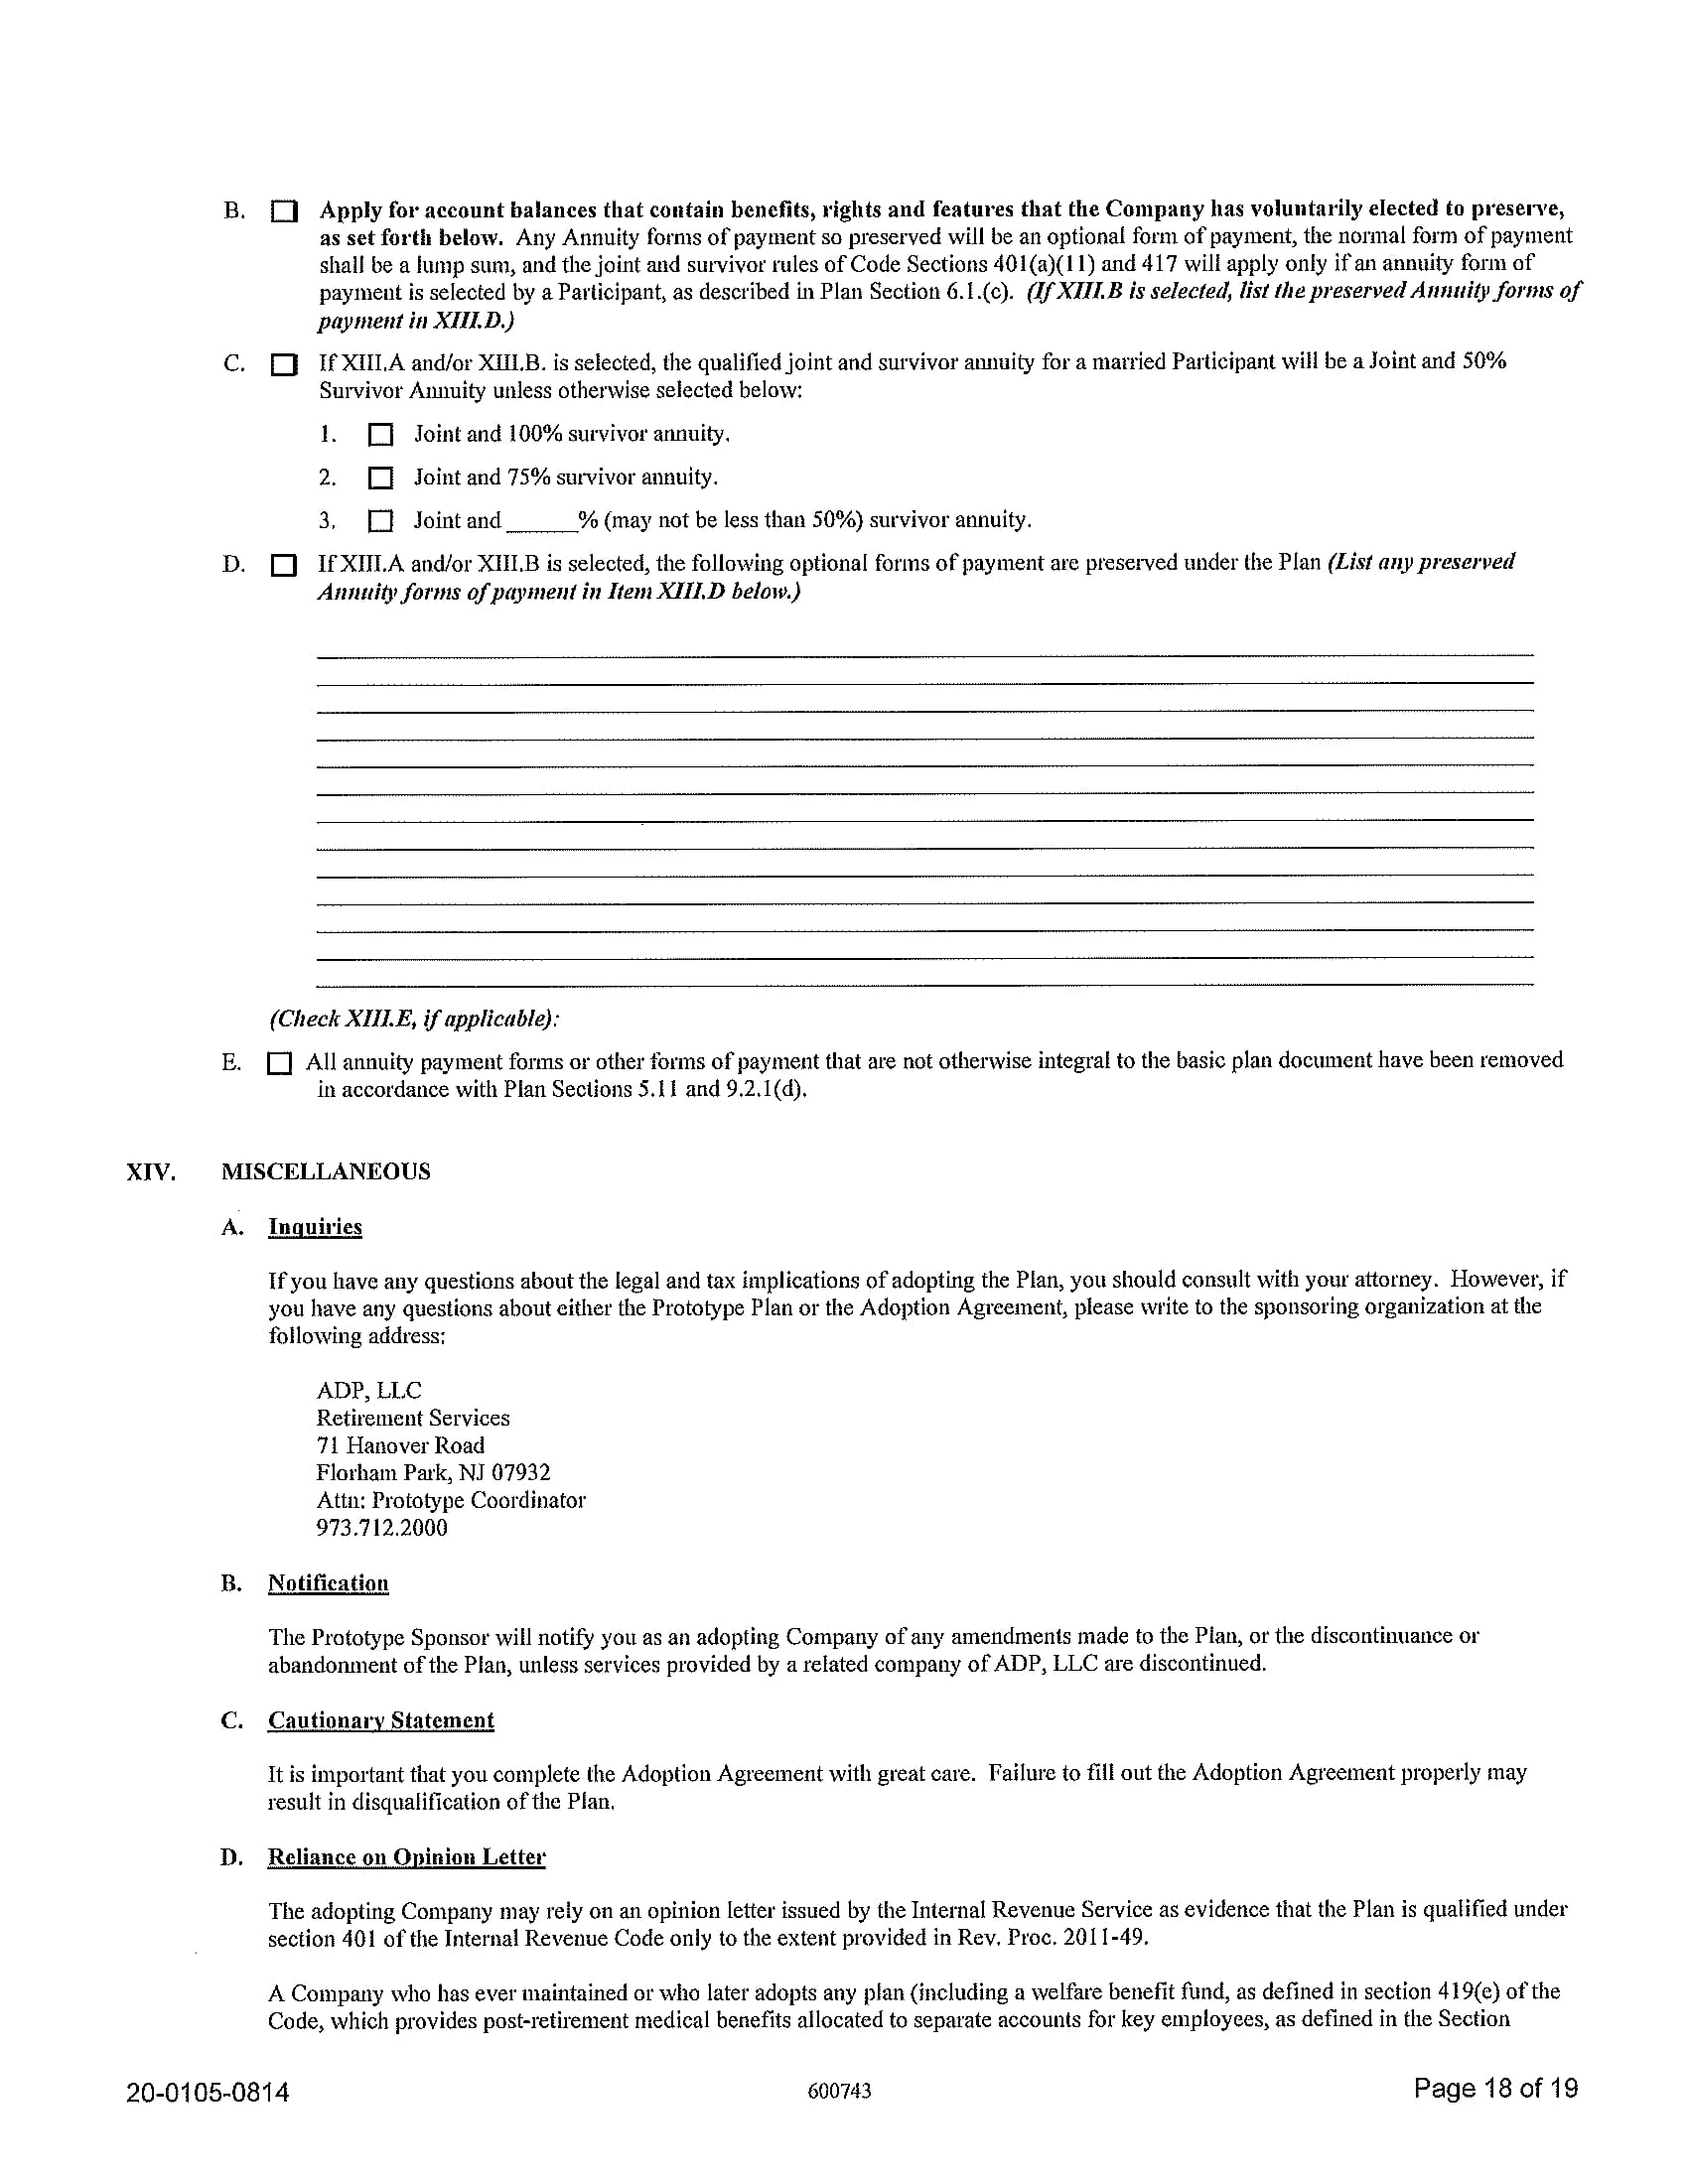 B. ☐ Apply for account balances that contain benefits, rights and features that the Company has voluntarily elected to preserve,
as set forth below. Any Annuity forms of payment so preserved will be an optional form of payment, the normal form of payment
shall be a lump sum, and the joint and survivor rules of Code Sections 401(a)(11) and 417 will apply only if an annuity form of
payment is selected by a Participant, as described in Plan Section 6.1.(c). (If XIII.B is selected, list the preserved Annuity forms of
payment in XIII.D.)
C. ☐ If XIII.A and/or XIII.B. is selected, the qualified joint and survivor annuity for a married Participant will be a Joint and 50%
Survivor Annuity unless otherwise selected below:
1. ☐ Joint and 100% survivor annuity.
2. ☐ Joint and 75% survivor annuity.
3. ☐ Joint and ______% (may not be less than 50%) survivor annuity.
D. ☐ If XIII.A and/or XIII.B is selected, the following optional forms of payment are preserved under the Plan (List any preserved
Annuity forms of payment in Item XIII.D below.)
(Check XIII.E, if applicable):
E. ☐ All annuity payment forms or other forms of payment that are not otherwise integral to the basic plan document have been removed
in accordance with Plan Sections 5.11 and 9.2.1(d).
XIV. MISCELLANEOUS
A. Inquiries
If you have any questions about the legal and tax implications of adopting the Plan, you should consult with your attorney. However, if
you have any questions about either the Prototype Plan or the Adoption Agreement, please write to the sponsoring organization at the
following address:
ADP, LLC
Retirement Services
71 Hanover Road
Florham Park, NJ 07932
Attn: Prototype Coordinator
973.712.2000
B. Notification
The Prototype Sponsor will notify you as an adopting Company of any amendments made to the Plan, or the discontinuance or
abandonment of the Plan, unless services provided by a related company of ADP, LLC are discontinued.
C. Cautionary Statement
It is important that you complete the Adoption Agreement with great care. Failure to fill out the Adoption Agreement properly may
result in disqualification of the Plan.
D. Reliance on Opinion Letter
The adopting Company may rely on an opinion letter issued by the Internal Revenue Service as evidence that the Plan is qualified under
section 401 of the Internal Revenue Code only to the extent provided in Rev. Proc. 2011-49.
A Company who has ever maintained or who later adopts any plan (including a welfare benefit fund, as defined in section 419(e) of the
Code, which provides post-retirement medical benefits allocated to separate accounts for key employees, as defined in the Section
20-0105-0814 600743 Page 18 of 19